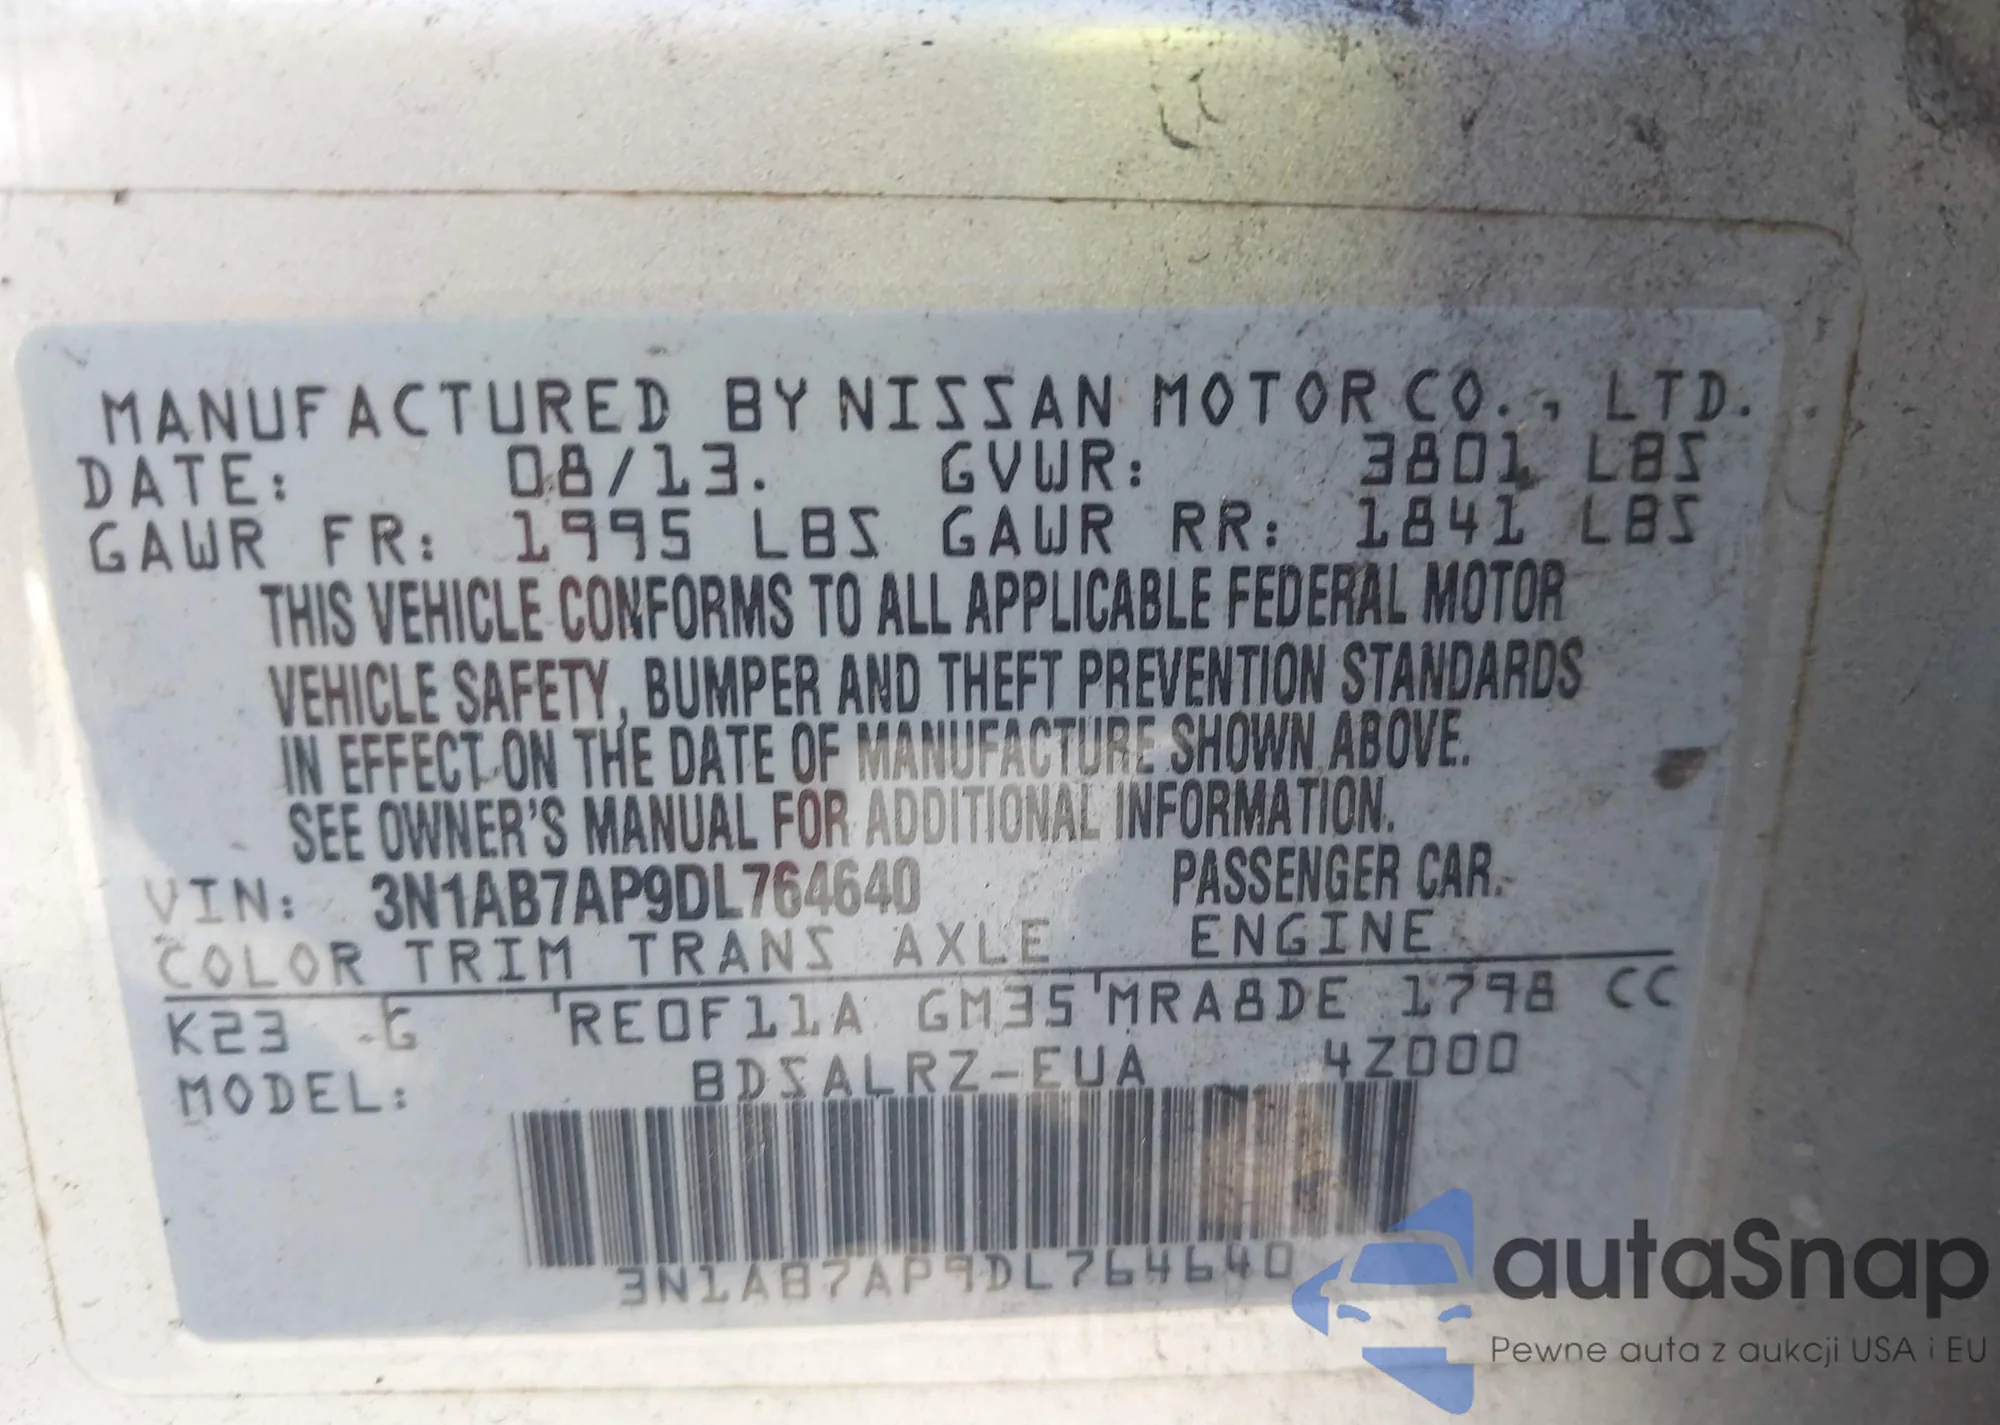 MANUFACTURED BY NISSAN MOTOR CO., LTD.
DATE: 08/13. GVWR: 3801 LBS
GAWR FR: 1995 LBS GAWR RR: 1841 LBS
THIS VEHICLE CONFORMS TO ALL APPLICABLE FEDERAL MOTOR
VEHICLE SAFETY, BUMPER AND THEFT PREVENTION STANDARDS
IN EFFECT ON THE DATE OF MANUFACTURE SHOWN ABOVE.
SEE OWNER'S MANUAL FOR ADDITIONAL INFORMATION.
VIN: 3N1AB7AP9DL764640 PASSENGER CAR.
COLOR TRIM TRANS AXLE ENGINE
K23 G RE0F11A GM35 MRA8DE 1798 CC
MODEL: BDSALRZ-EUA 4Z000
3N1AB7AP9DL764640
autaSnap
Pewne auta z aukcji USA i EU